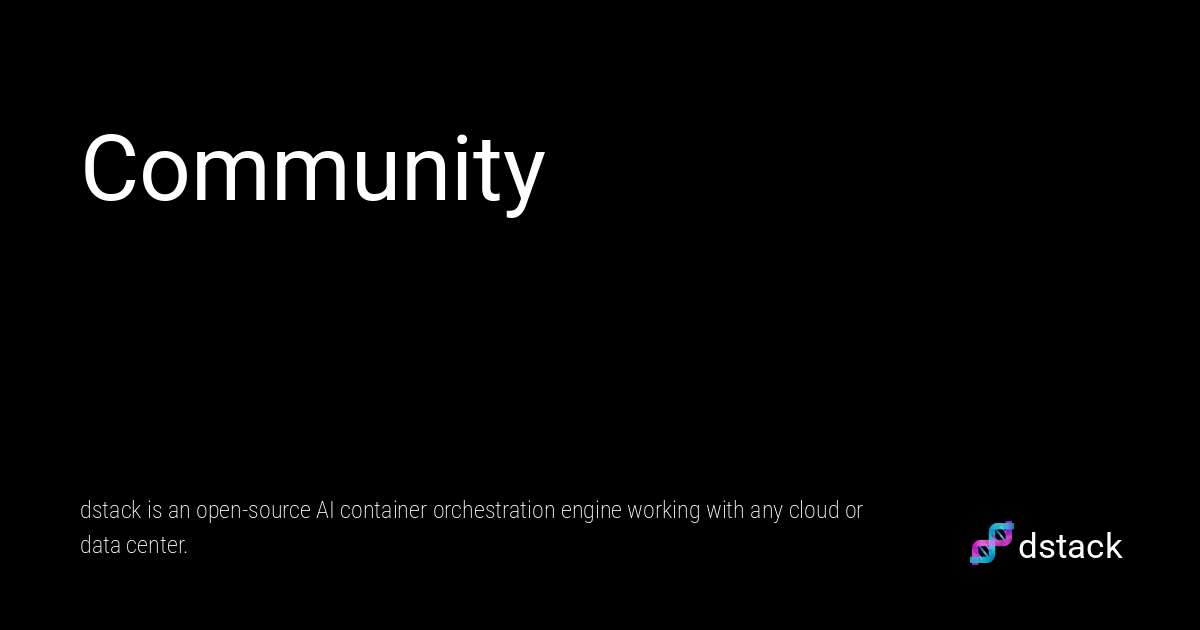 Community
dstack is an open-source AI container orchestration engine working with any cloud or
data center.
dstack